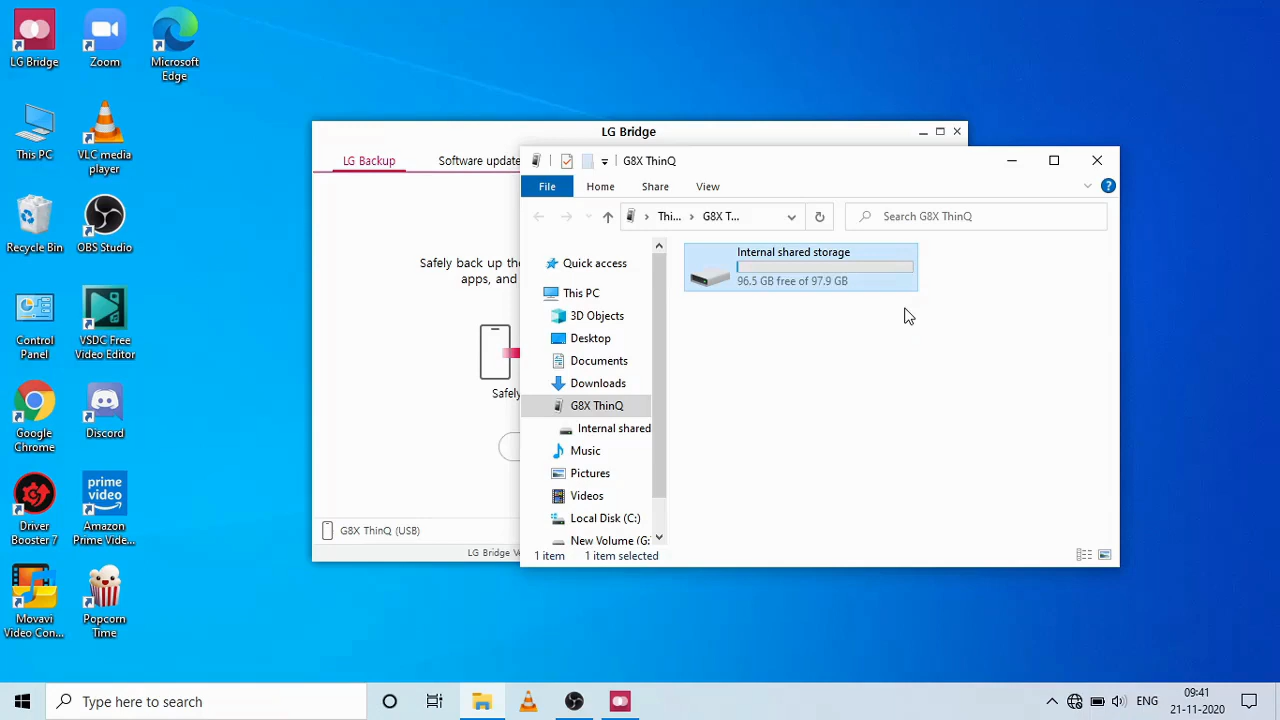 LG Bridge
Zoom
Microsoft
Edge
This PC
VLC media
player
Recycle Bin
OBS Studio
Control
Panel
VSDC Free
Video Editor
Google
Chrome
Discord
Driver
Booster 7
Amazon
Prime Vide...
Movavi
Video Con...
Popcorn
Time
LG Bridge
LG Backup
Software update
Safely back up the
apps, and
Safely
G8X ThinQ (USB)
LG Bridge Ve
G8X ThinQ
File
Home
Share
View
Thi...
G8X T...
Search G8X ThinQ
Quick access
This PC
3D Objects
Desktop
Documents
Downloads
G8X ThinQ
Internal shared
Music
Pictures
Videos
Local Disk (C:)
New Volume (G:
Internal shared storage
96.5 GB free of 97.9 GB
1 item
1 item selected
Type here to search
ENG
09:41
21-11-2020